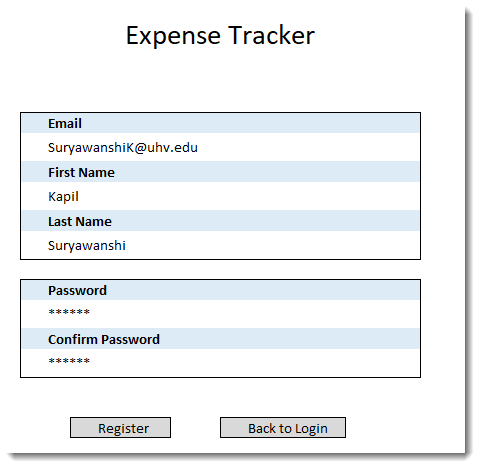 Expense Tracker
Email
SuryawanshiK@uhv.edu
First Name
Kapil
Last Name
Suryawanshi
Password
******
Confirm Password
******
Register Back to Login